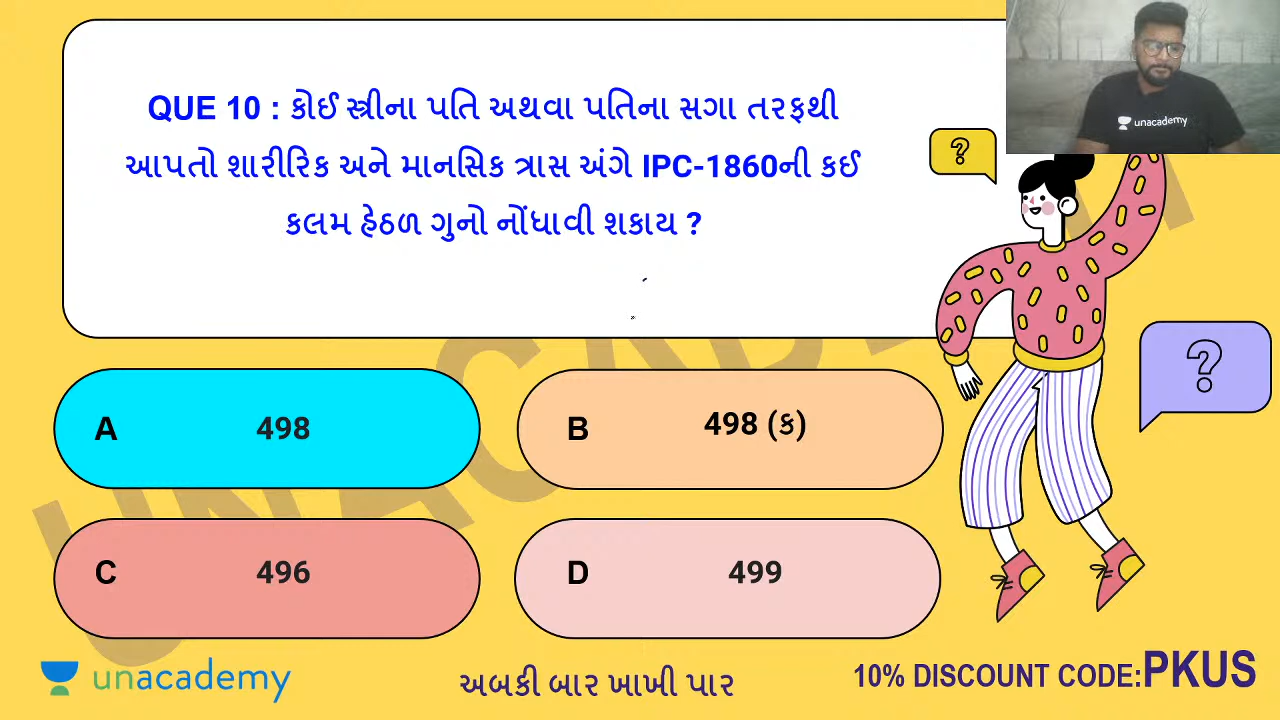 unacademy
QUE 10 : કોઈ સ્ત્રીના પતિ અથવા પતિના સગા તરફથી
આપતો શારીરિક અને માનસિક ત્રાસ અંગે IPC-1860ની કઈ
કલમ હેઠળ ગુનો નોંધાવી શકાય ?
?
?
A 498
B 498 (ક)
C 496
D 499
UNACADEMY
unacademy
અબકી બાર ખાખી પાર
10% DISCOUNT CODE:PKUS